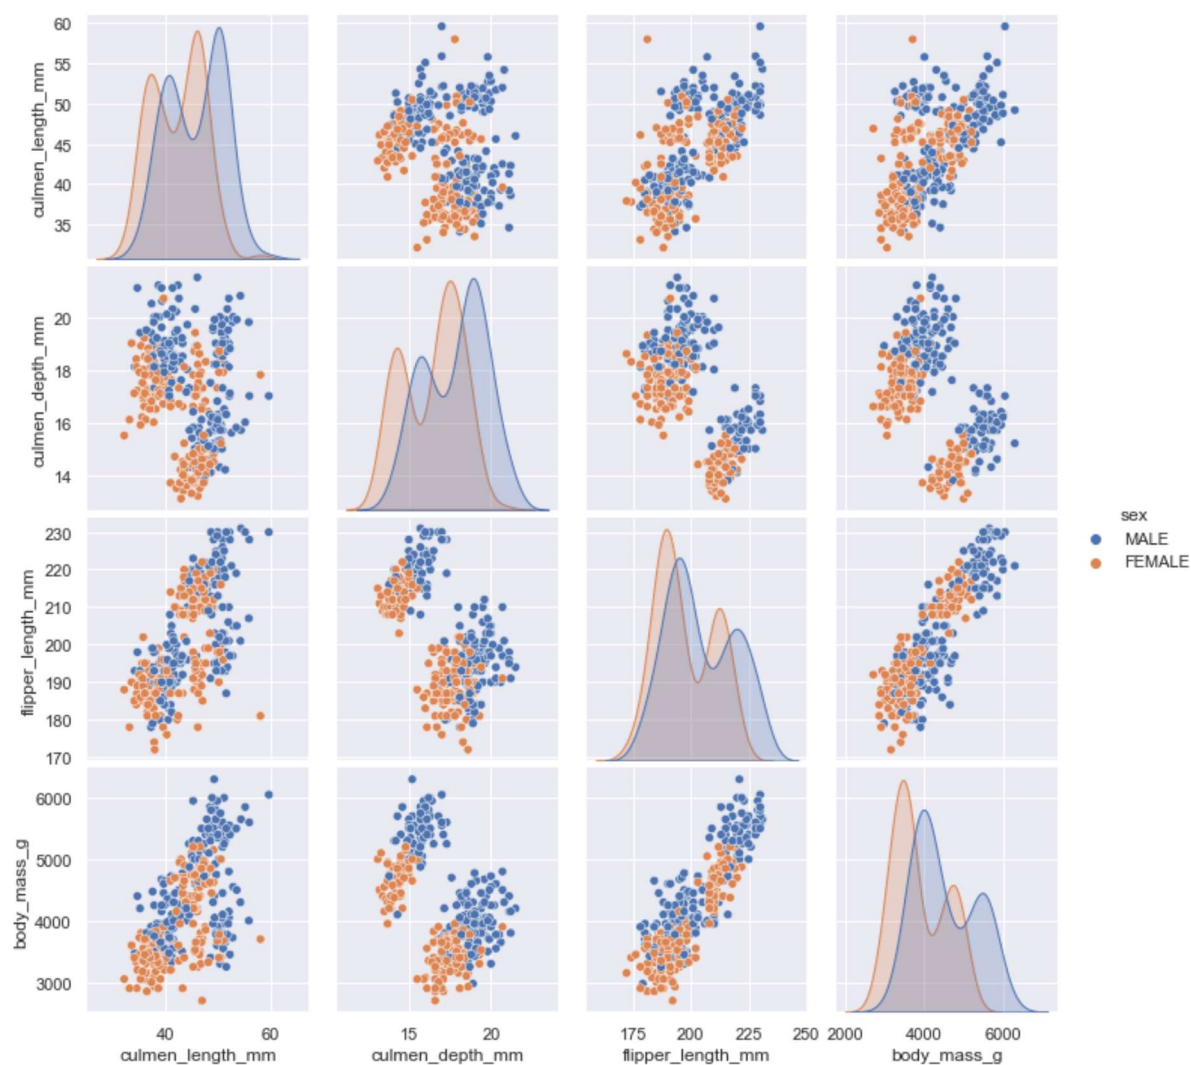 60
55
50
45
40
35
culmen_length_mm
20
18
16
14
culmen_depth_mm
sex
MALE
FEMALE
230
220
210
200
190
180
170
flipper_length_mm
6000
5000
4000
3000
body_mass_g
40 60
15 20
175 200 225 250
2000 4000 6000
culmen_length_mm
culmen_depth_mm
flipper_length_mm
body_mass_g